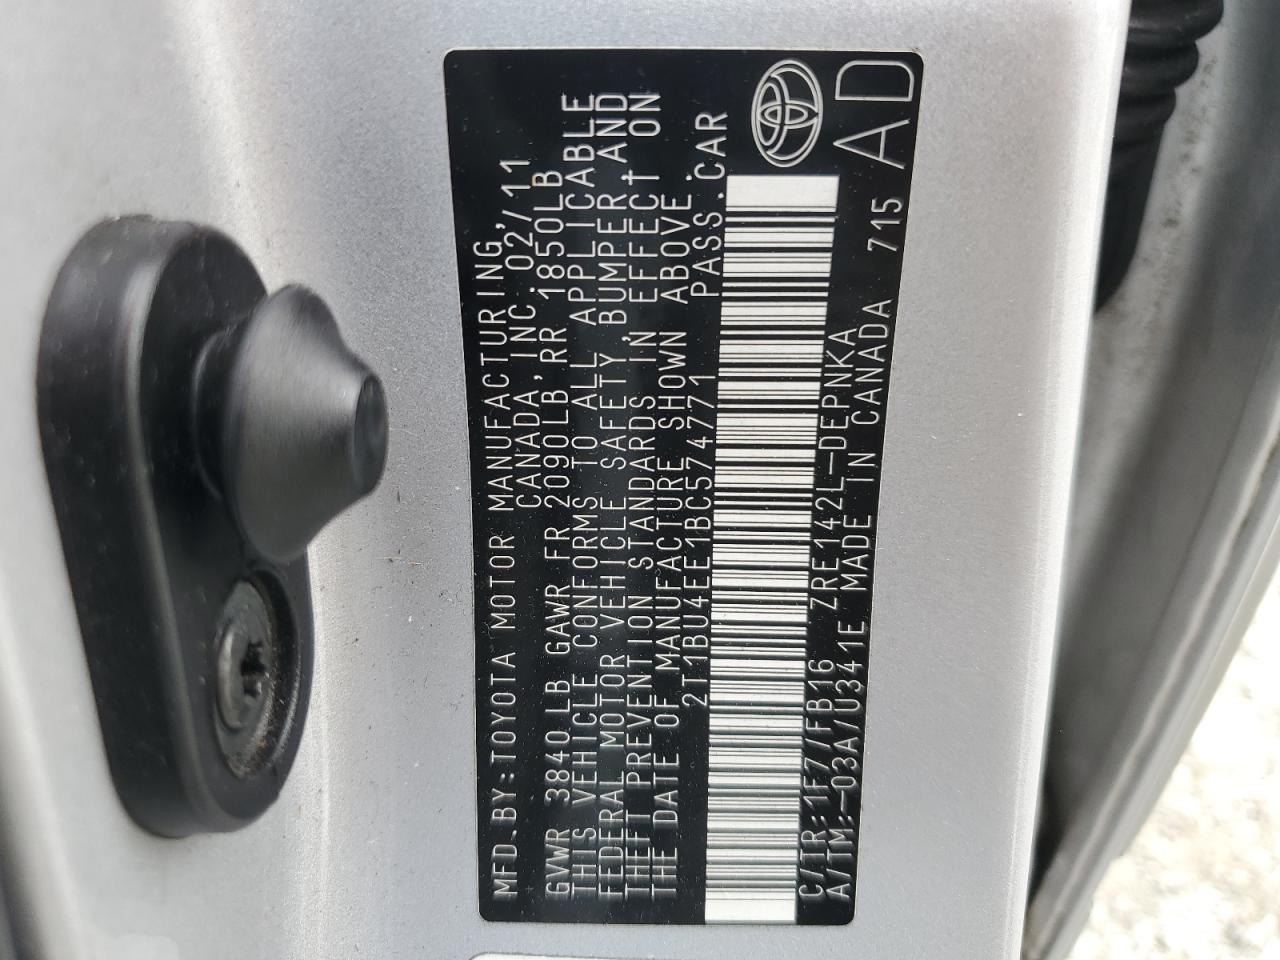 MFD. BY: TOYOTA MOTOR MANUFACTURING,
CANADA, INC. 02/11
GVWR 3840LB GAWR FR 2090LB, RR 1850LB
THIS VEHICLE CONFORMS TO ALL APPLICABLE
FEDERAL MOTOR VEHICLE SAFETY, BUMPER, AND
THEFT PREVENTION STANDARDS IN EFFECT ON
THE DATE OF MANUFACTURE SHOWN ABOVE.
2T1BU4EE1BC574771 PASS. CAR
C/TR:1F7/FB16 ZRE142L-DEPNKA
A/TM:-03A/U341E MADE IN CANADA 715
AD